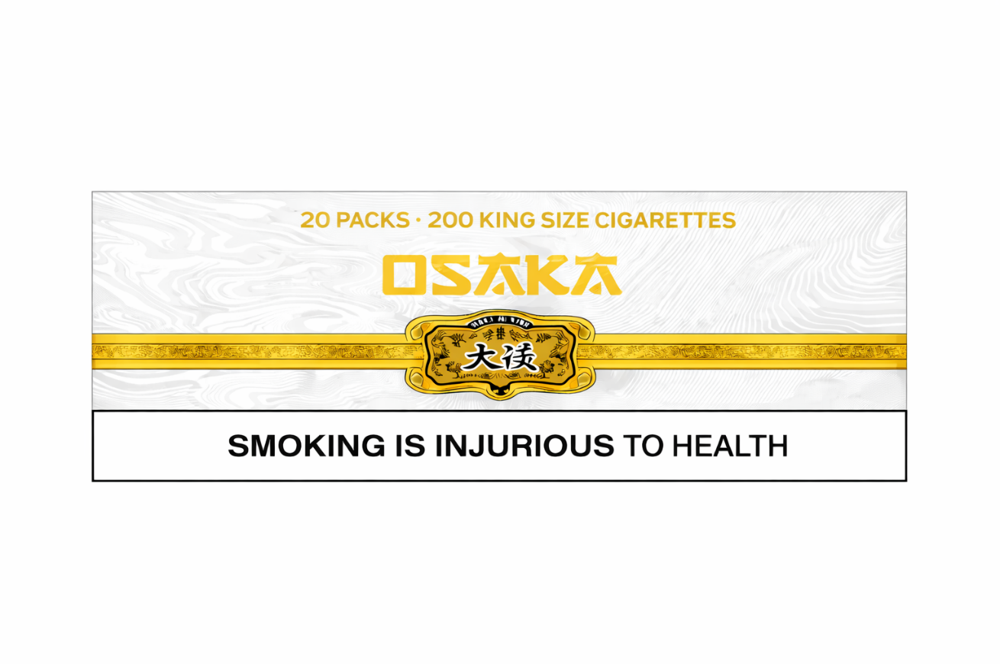 20 PACKS · 200 KING SIZE CIGARETTES
OSAKA
大
SMOKING IS INJURIOUS TO HEALTH